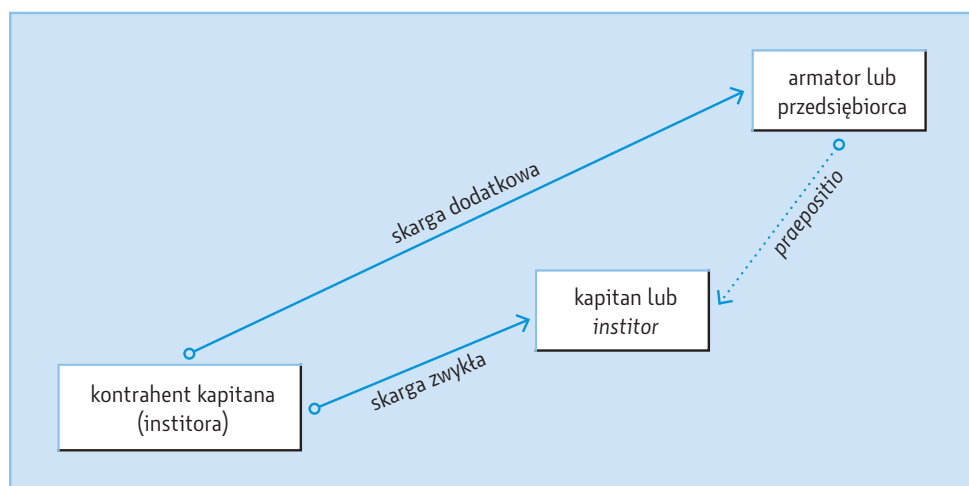 armator lub
przedsiębiorca
skarga dodatkowa
praepositio
kapitan lub
institor
skarga zwykła
kontrahent kapitana
(institora)